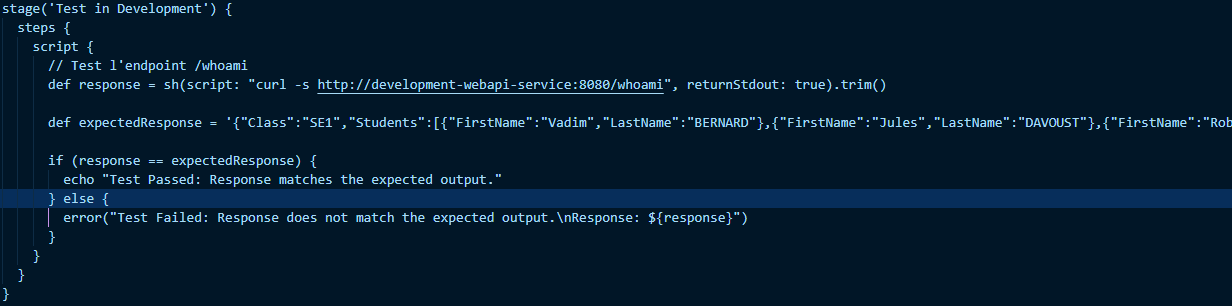 stage('Test in Development') {
steps {
script {
// Test l'endpoint /whoami
def response = sh(script: "curl -s http://development-webapi-service:8080/whoami", returnStdout: true).trim()
def expectedResponse = '{"Class":"SE1","Students":[{"FirstName":"Vadim","LastName":"BERNARD"},{"FirstName":"Jules","LastName":"DAVOUST"},{"FirstName":"Rob
if (response == expectedResponse) {
echo "Test Passed: Response matches the expected output."
} else {
error("Test Failed: Response does not match the expected output.\nResponse: ${response}")
}
}
}
}